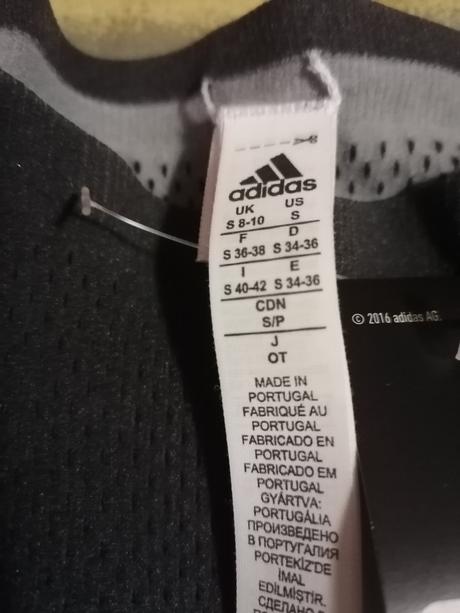 adidas
UK US
S 8-10 S
F D
S 36-38 S 34-36
I E
S 40-42 S 34-36
CDN
S/P
J
OT
MADE IN
PORTUGAL
FABRIQUÉ AU
PORTUGAL
FABRICADO EN
PORTUGAL
FABRICADO EM
PORTUGAL
GYÁRTVA:
PORTUGÁLIA
ПРОИЗВЕДЕНО
В ПОРТУГАЛИЯ
PORTEKİZ'DE
İMAL
EDİLMİŞTİR.
СДЕЛАНО В
© 2016 adidas AG.